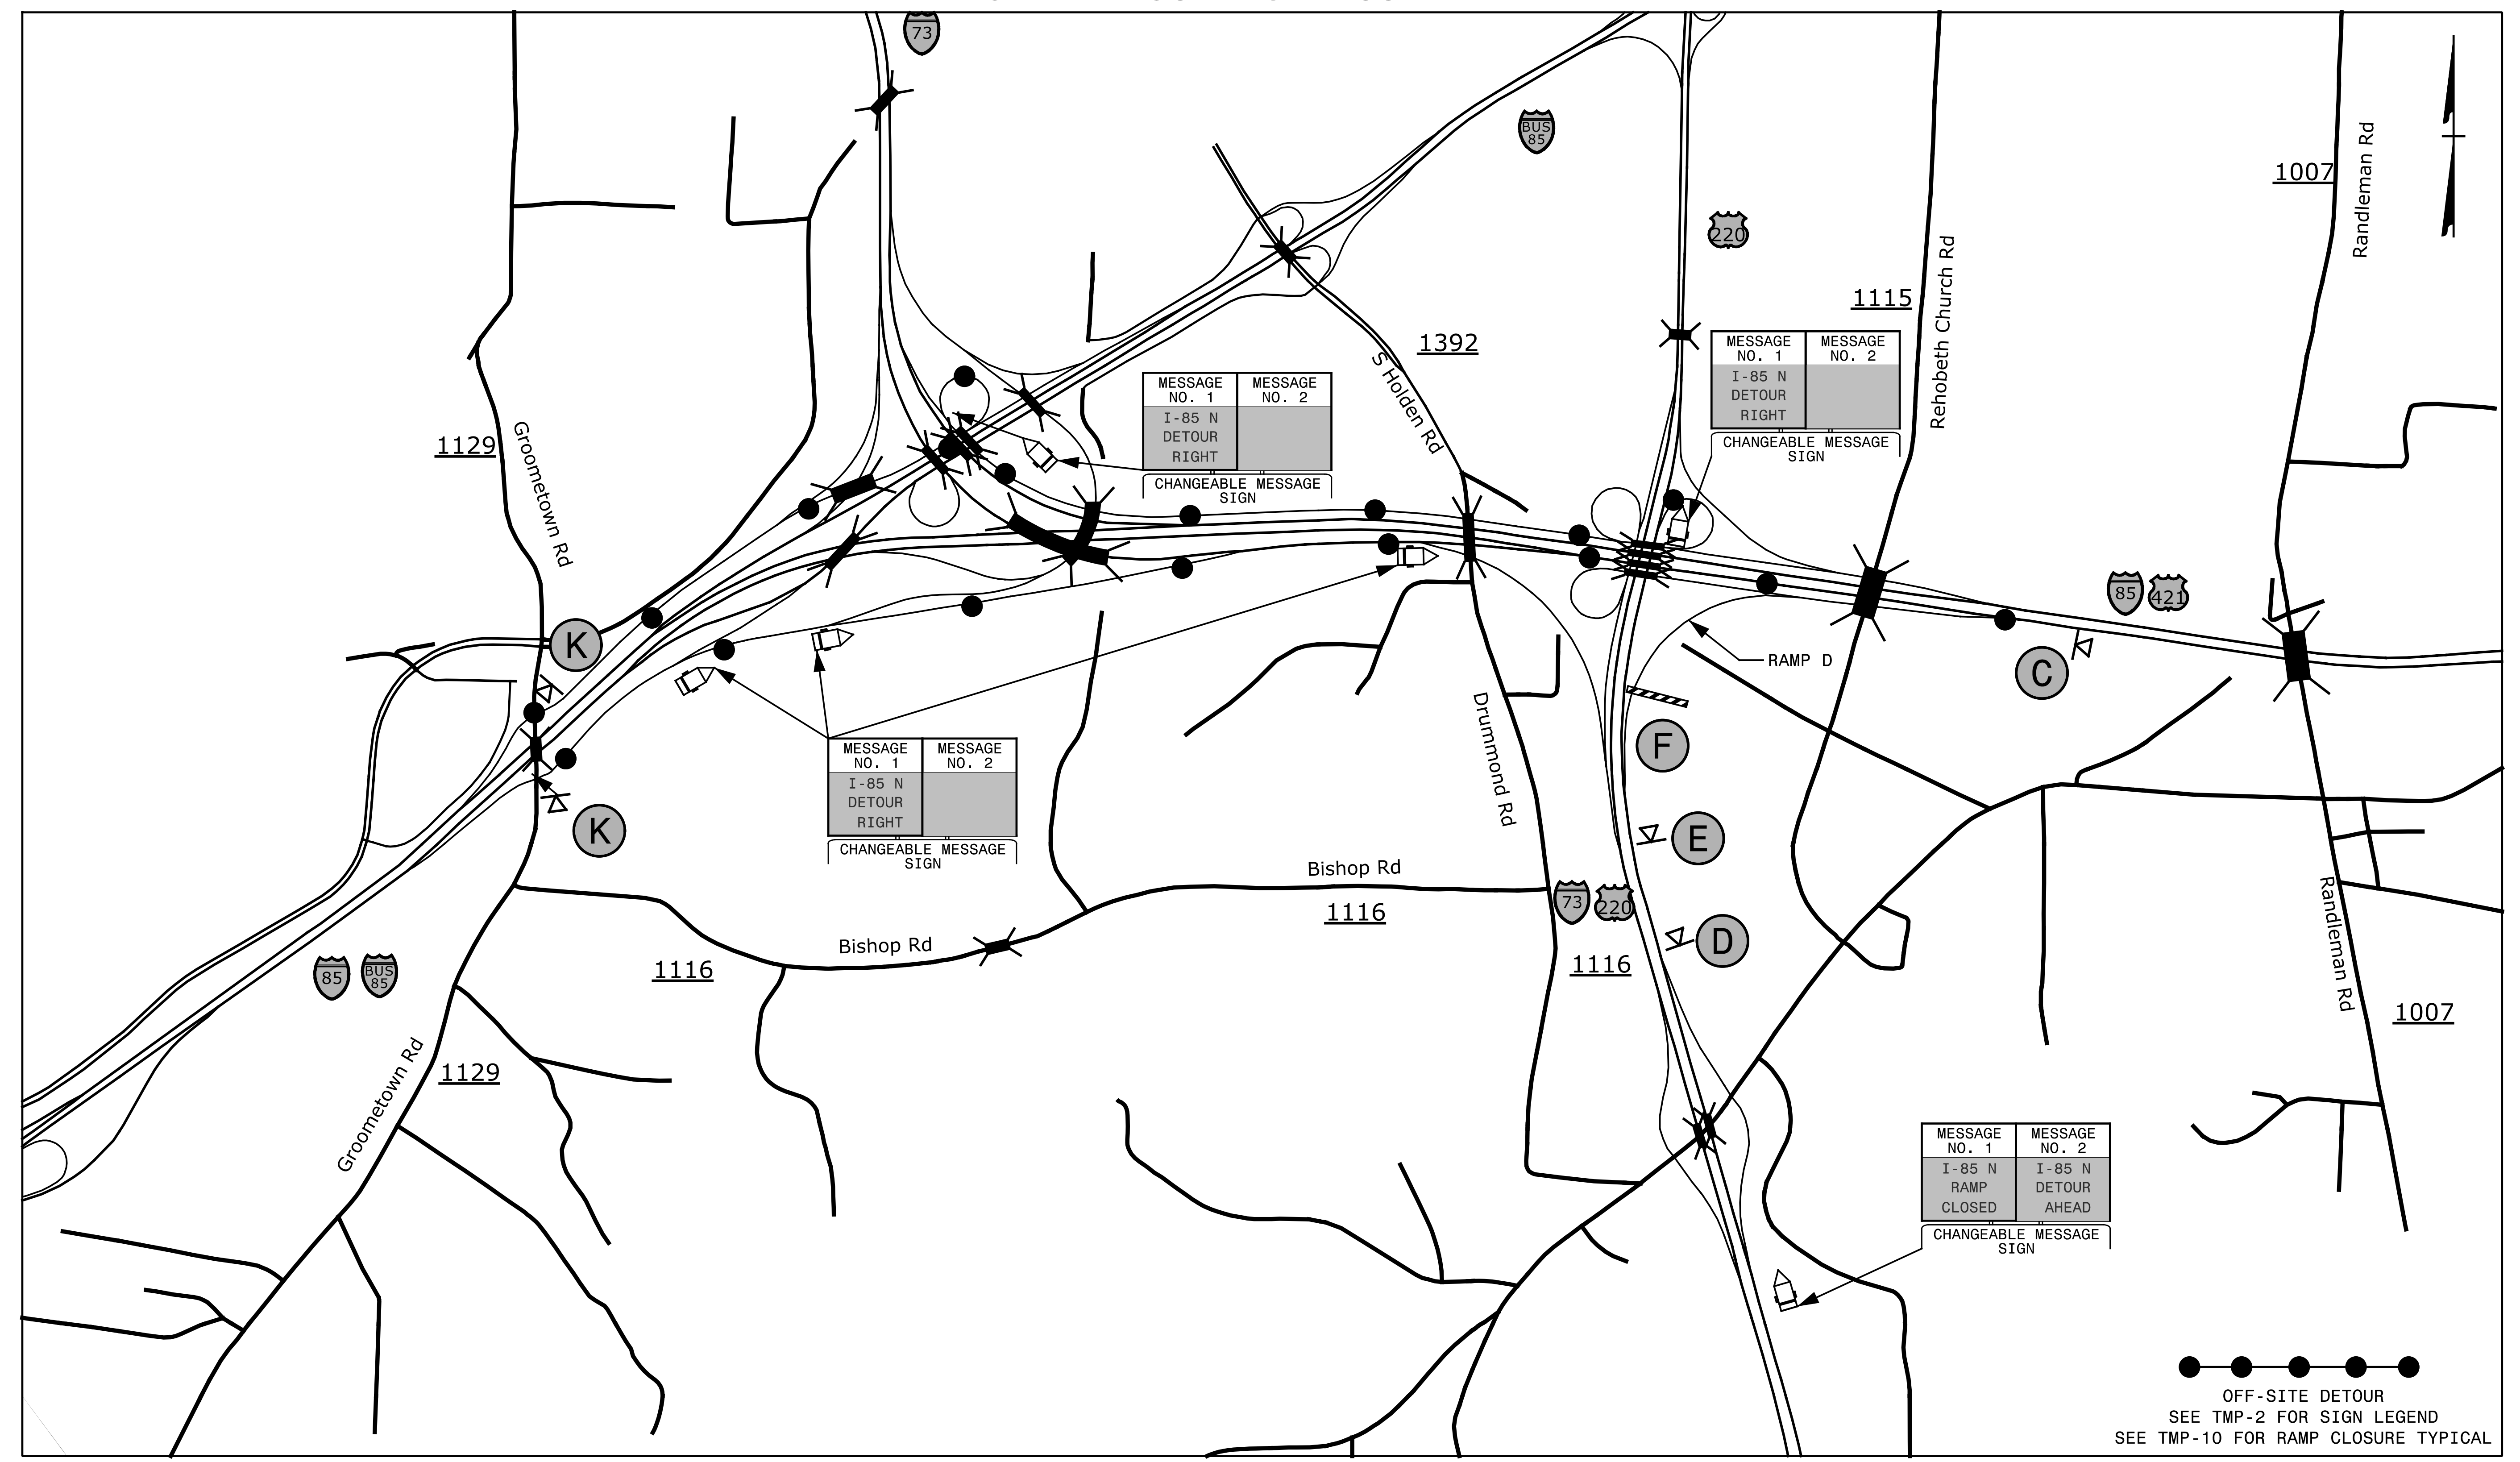 73
BUS
85
1007
Randleman Rd
220
1115
Rehobeth Church Rd
1392
S Holden Rd
MESSAGE
NO. 1
MESSAGE
NO. 2
I-85 N
DETOUR
RIGHT
CHANGEABLE MESSAGE
SIGN
MESSAGE
NO. 1
MESSAGE
NO. 2
I-85 N
DETOUR
RIGHT
CHANGEABLE MESSAGE
SIGN
1129
Groometown Rd
K
85
421
RAMP D
C
F
Drummond Rd
MESSAGE
NO. 1
MESSAGE
NO. 2
I-85 N
DETOUR
RIGHT
CHANGEABLE MESSAGE
SIGN
K
E
Bishop Rd
1116
73
220
D
1116
Bishop Rd
1116
85
BUS
85
Randleman Rd
1007
Groometown Rd
1129
MESSAGE
NO. 1
MESSAGE
NO. 2
I-85 N
RAMP
CLOSED
I-85 N
DETOUR
AHEAD
CHANGEABLE MESSAGE
SIGN
OFF-SITE DETOUR
SEE TMP-2 FOR SIGN LEGEND
SEE TMP-10 FOR RAMP CLOSURE TYPICAL